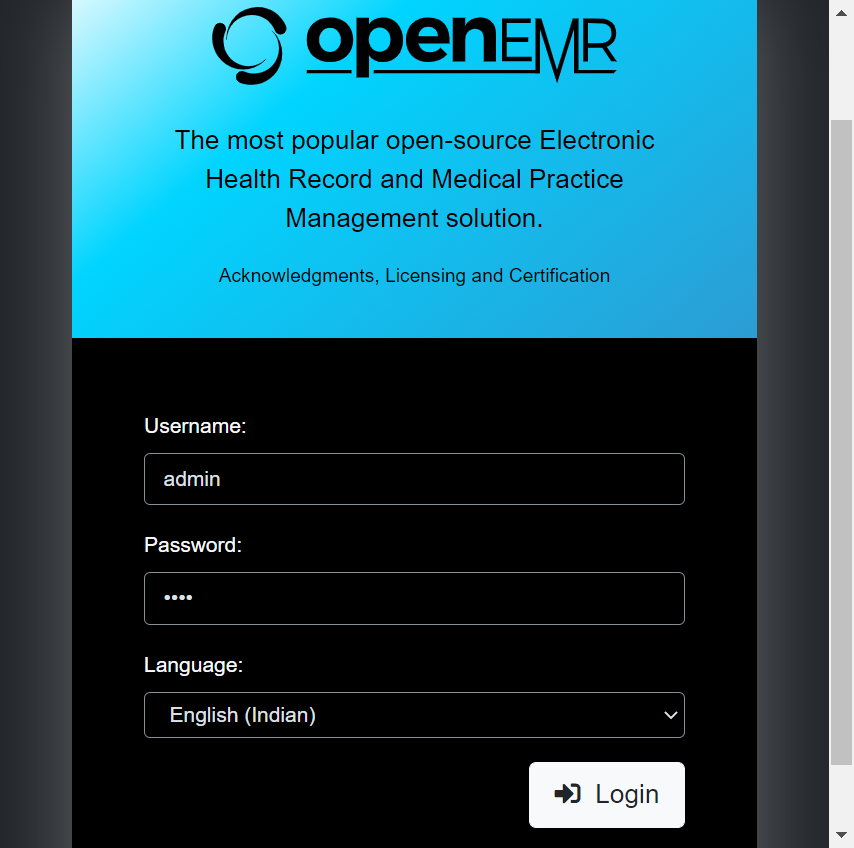 openEMR
The most popular open-source Electronic
Health Record and Medical Practice
Management solution.
Acknowledgments, Licensing and Certification
Username:
admin
Password:
••••
Language:
English (Indian)
Login